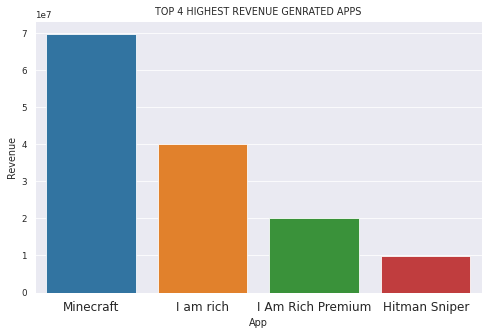 TOP 4 HIGHEST REVENUE GENRATED APPS
1e7
7
6
5
4
3
2
1
0
Revenue
Minecraft I am rich I Am Rich Premium Hitman Sniper
App